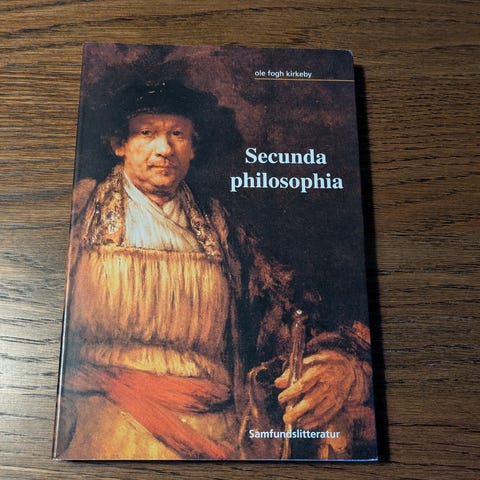 ole fogh kirkeby
Secunda
philosophia
Samfundslitteratur